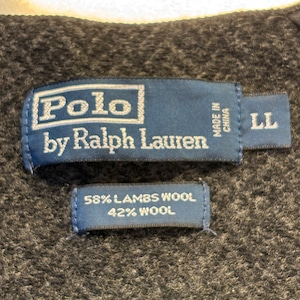 Polo
by Ralph Lauren
MADE IN
CHINA
LL
58% LAMBS WOOL
42% WOOL